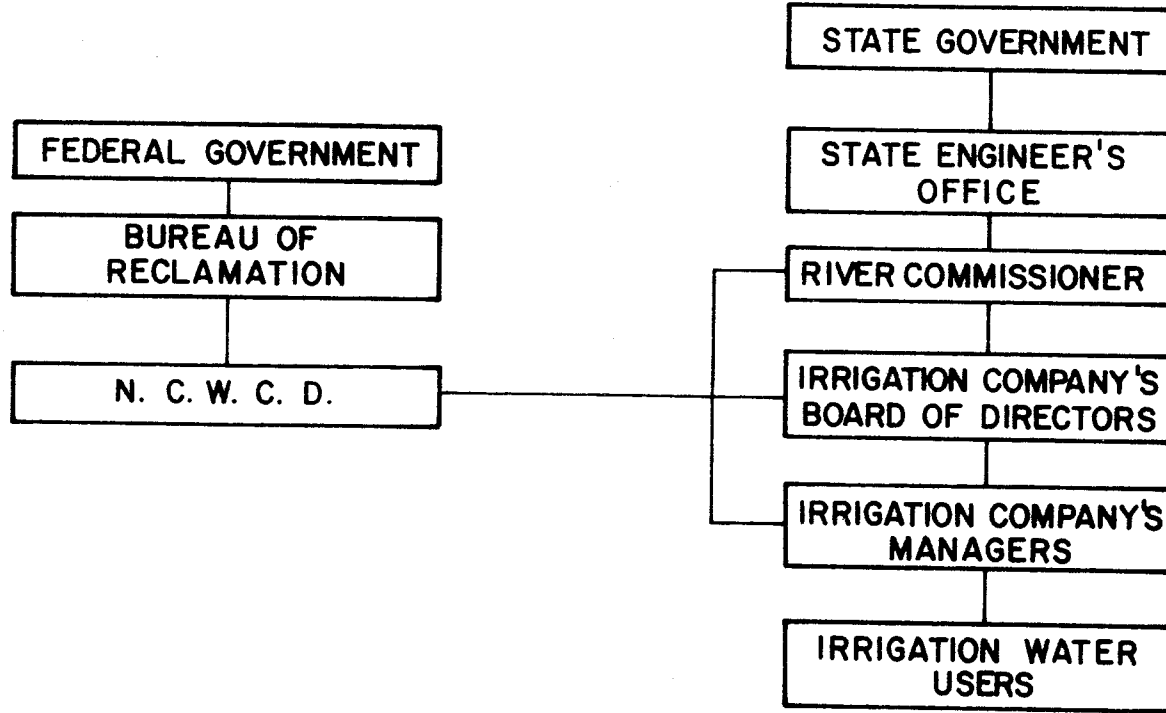 FEDERAL GOVERNMENT
BUREAU OF
RECLAMATION
N. C. W. C. D.
STATE GOVERNMENT
STATE ENGINEER'S
OFFICE
RIVER COMMISSIONER
IRRIGATION COMPANY'S
BOARD OF DIRECTORS
IRRIGATION COMPANY'S
MANAGERS
IRRIGATION WATER
USERS